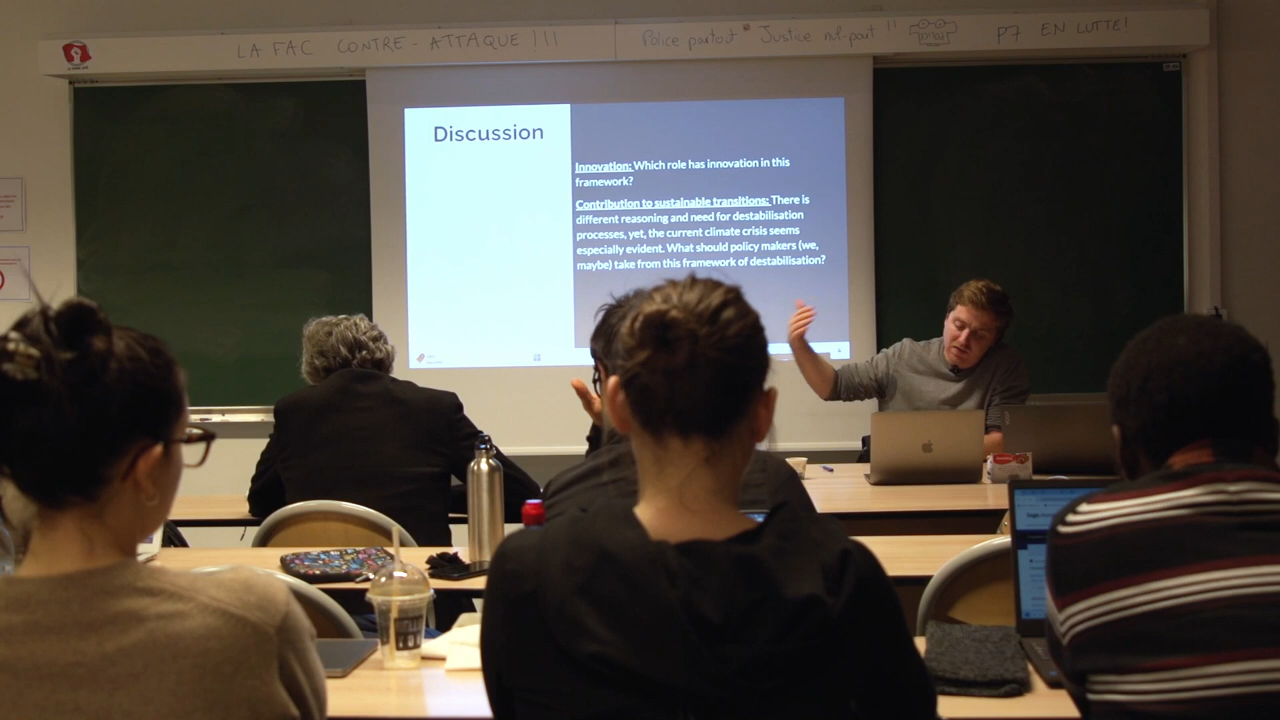 LA FAC CONTRE-ATTAQUE !!!
Police partout Justice nul-part !!
P7 EN LUTTE!
Discussion
Innovation: Which role has innovation in this
framework?
Contribution to sustainable transitions: There is
different reasoning and need for destabilisation
processes, yet, the current climate crisis seems
especially evident. What should policy makers (we,
maybe) take from this framework of destabilisation?